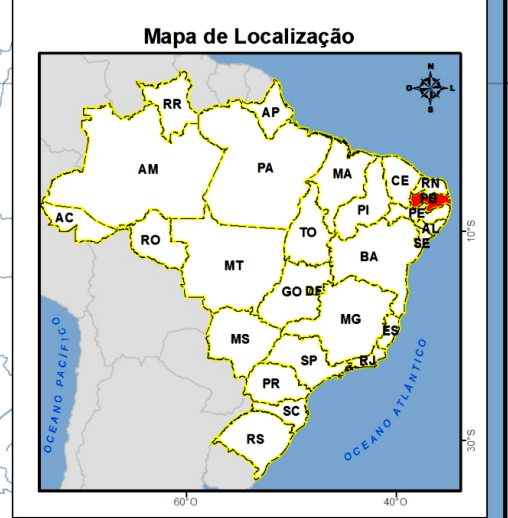 Mapa de Localização
N
O L
S
RR
AP
AM
PA
MA
CE
RN
PB
PI
PE
AC
AL
TO
SE
RO
BA
10°S
MT
GO DF
MG
ES
MS
SP
RJ
PR
SC
RS
OCEANO PACÍFICO
OCEANO ATLÂNTICO
30°S
60°O
40°O